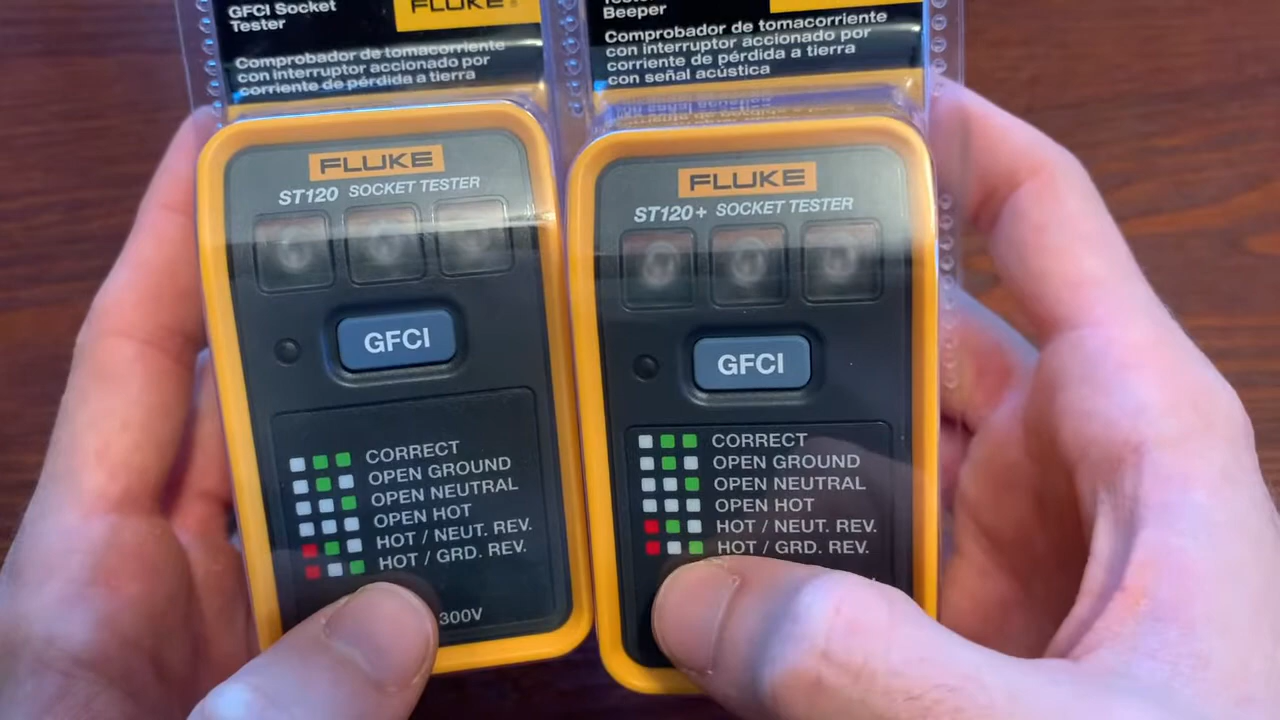 GFCI Socket
Tester
FLUKE®
Comprobador de tomacorriente
con interruptor accionado por
corriente de pérdida a tierra
FLUKE
ST120 SOCKET TESTER
GFCI
CORRECT
OPEN GROUND
OPEN NEUTRAL
OPEN HOT
HOT / NEUT. REV.
HOT / GRD. REV.
300V
Beeper
Comprobador de tomacorriente
con interruptor accionado por
corriente de pérdida a tierra
con señal acústica
FLUKE
ST120+ SOCKET TESTER
GFCI
CORRECT
OPEN GROUND
OPEN NEUTRAL
OPEN HOT
HOT / NEUT. REV.
HOT / GRD. REV.